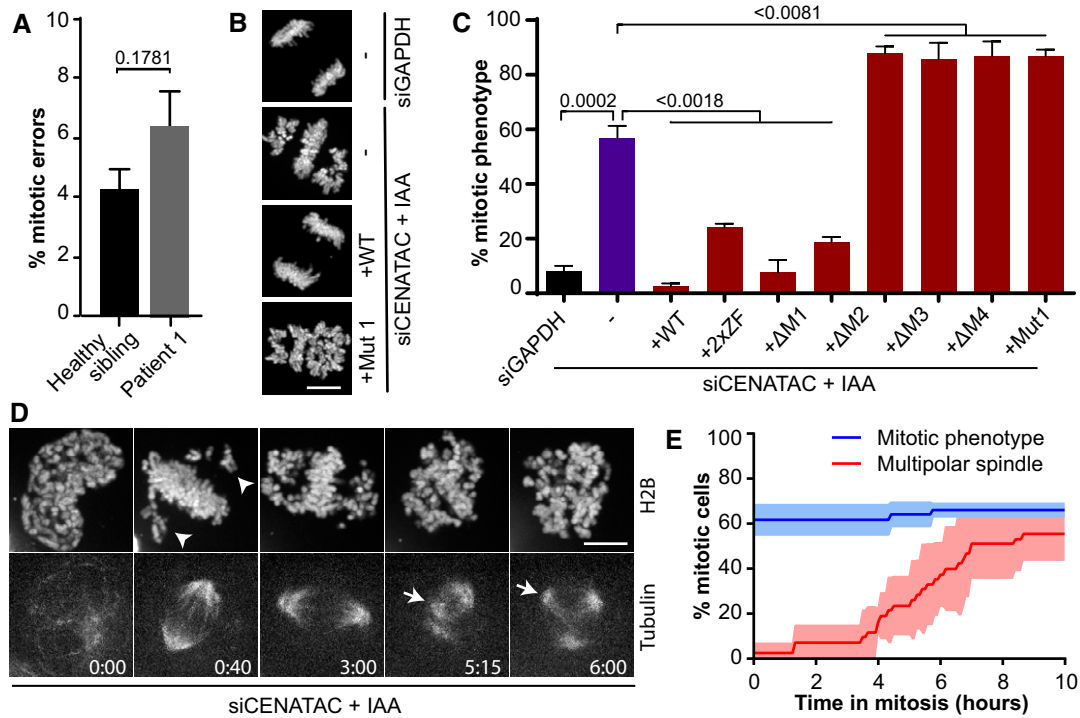 A
% mitotic errors
10
8
6
4
2
0
0.1781
Healthy
sibling
Patient 1
B
-
siGAPDH
-
+WT
+Mut 1
siCENATAC + IAA
C
% mitotic phenotype
100
80
60
40
20
0
<0.0081
0.0002
<0.0018
siGAPDH
-
+WT
+2xZF
+ΔM1
+ΔM2
+ΔM3
+ΔM4
+Mut1
siCENATAC + IAA
D
H2B
Tubulin
0:00
0:40
3:00
5:15
6:00
siCENATAC + IAA
E
% mitotic cells
100
80
60
40
20
0
Mitotic phenotype
Multipolar spindle
0 2 4 6 8 10
Time in mitosis (hours)